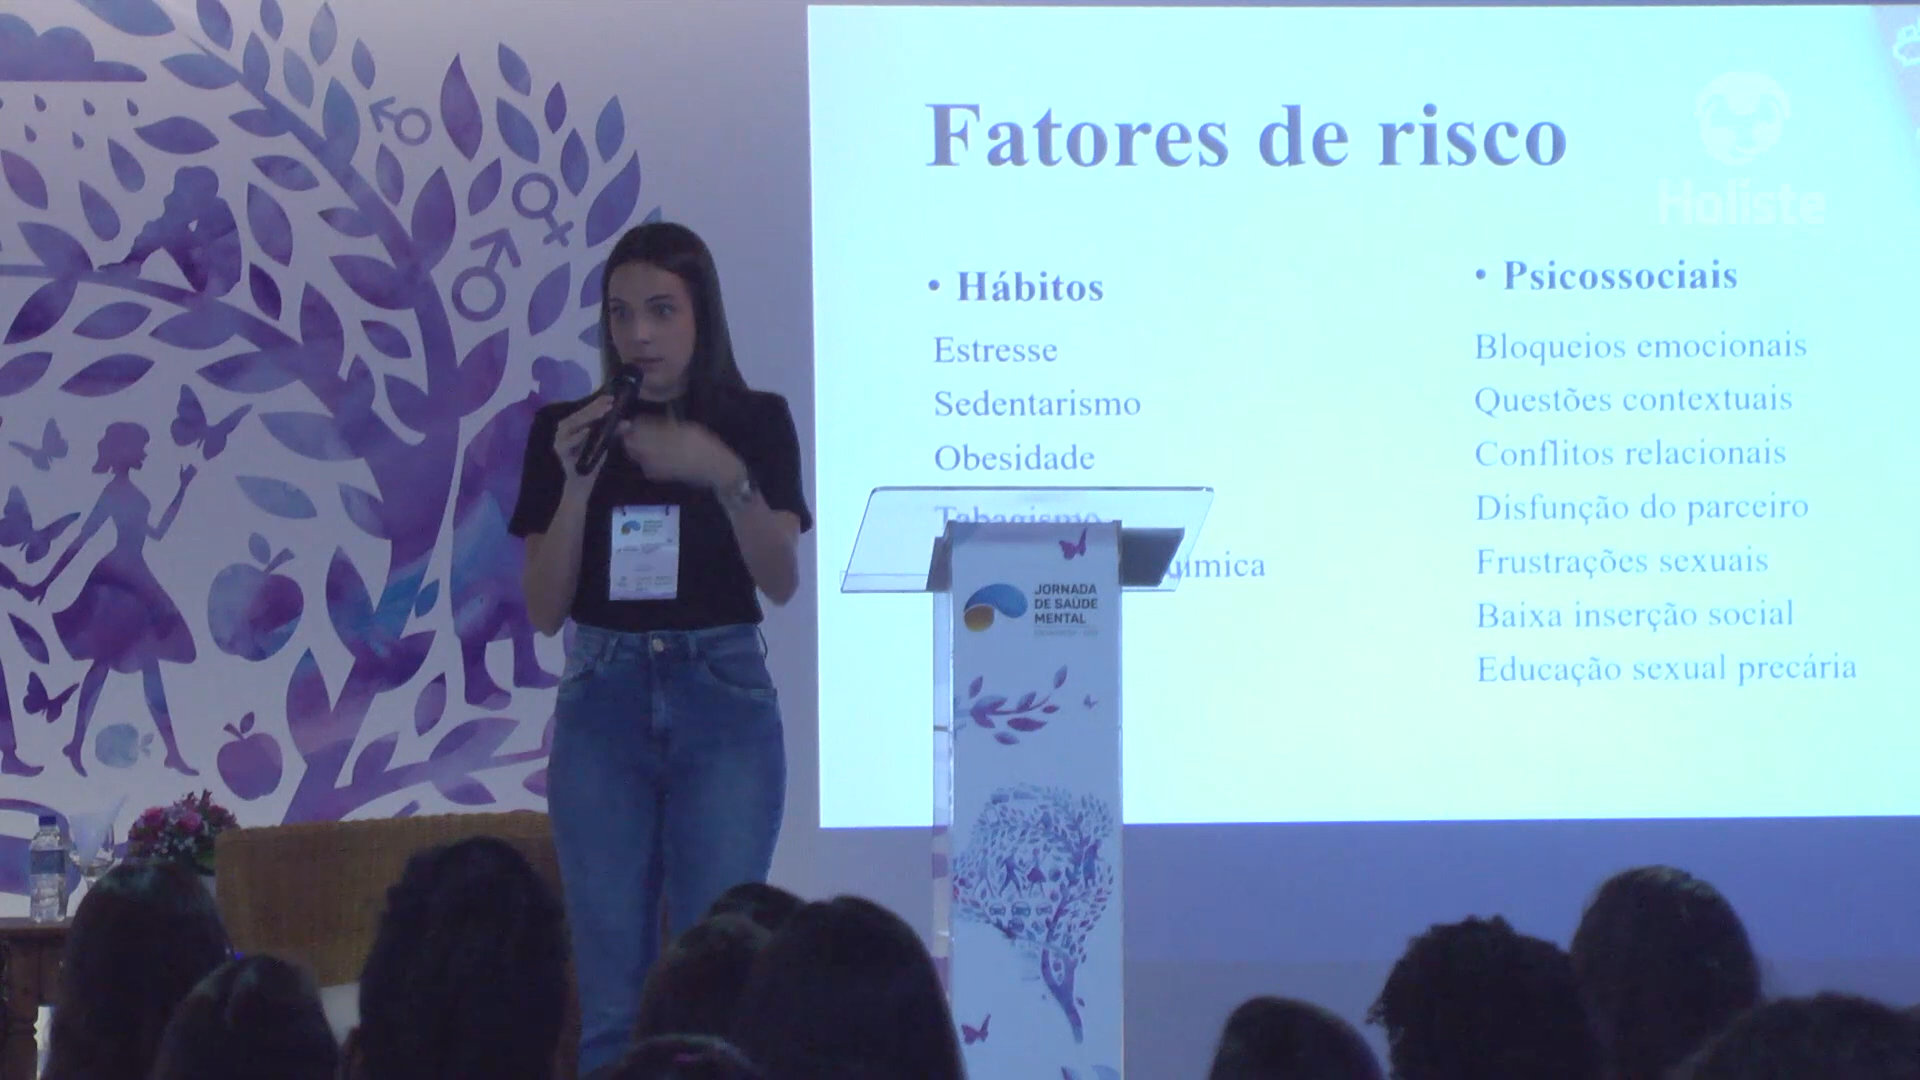 Fatores de risco
Holiste
• Hábitos
Estresse
Sedentarismo
Obesidade
Tabagismo
• Psicossociais
Bloqueios emocionais
Questões contextuais
Conflitos relacionais
Disfunção do parceiro
Frustrações sexuais
Baixa inserção social
Educação sexual precária
JORNADA
DE SAÚDE
MENTAL